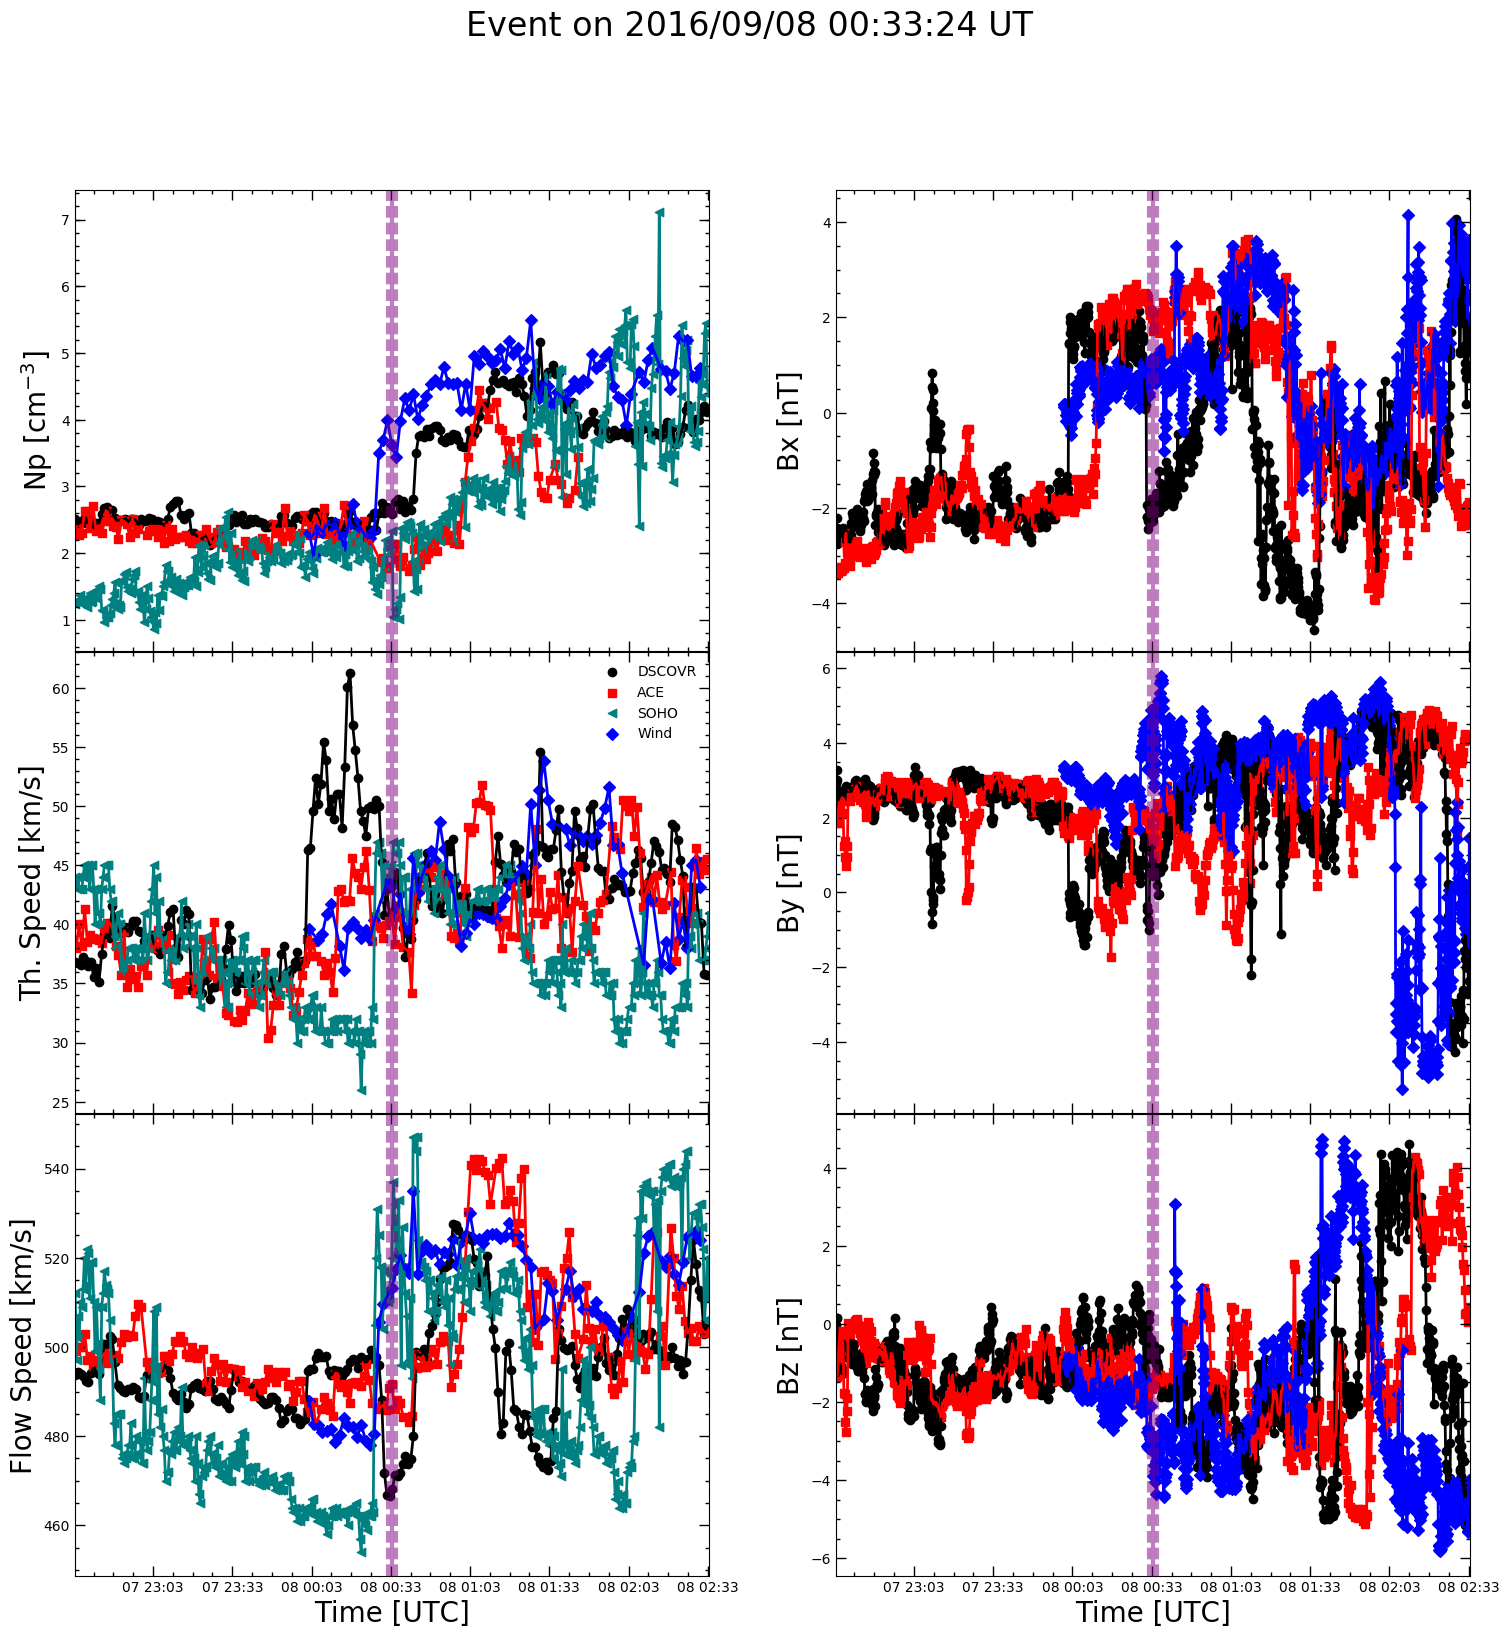 Event on 2016/09/08 00:33:24 UT
Np [cm⁻³]
7
6
5
4
3
2
1
Bx [nT]
4
2
0
−2
−4
Th. Speed [km/s]
60
55
50
45
40
35
30
25
DSCOVR
ACE
SOHO
Wind
By [nT]
6
4
2
0
−2
−4
Flow Speed [km/s]
540
520
500
480
460
Bz [nT]
4
2
0
−2
−4
−6
07 23:03 07 23:33 08 00:03 08 00:33 08 01:03 08 01:33 08 02:03 08 02:33
Time [UTC]
07 23:03 07 23:33 08 00:03 08 00:33 08 01:03 08 01:33 08 02:03 08 02:33
Time [UTC]